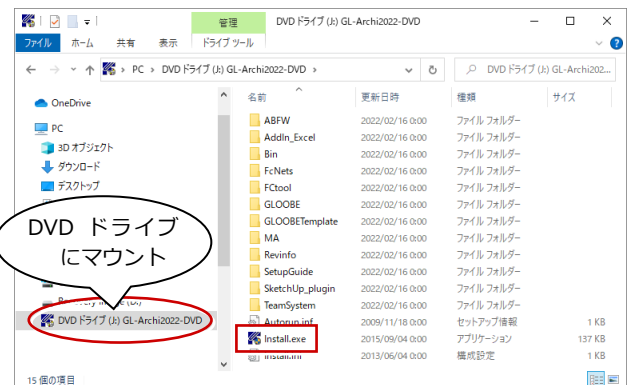 管理
DVD ドライブ (J:) GL-Archi2022-DVD
ファイル ホーム 共有 表示 ドライブ ツール
PC › DVD ドライブ (J:) GL-Archi2022-DVD ›
DVD ドライブ (J:) GL-Archi202...
名前 更新日時 種類 サイズ
OneDrive
PC
3D オブジェクト
ダウンロード
デスクトップ
DVD ドライブ
にマウント
DVD ドライブ (J:) GL-Archi2022-DVD
ABFW 2022/02/16 0:00 ファイル フォルダー
AddIn_Excel 2022/02/16 0:00 ファイル フォルダー
Bin 2022/02/16 0:00 ファイル フォルダー
FcNets 2022/02/16 0:00 ファイル フォルダー
FCtool 2022/02/16 0:00 ファイル フォルダー
GLOOBE 2022/02/16 0:00 ファイル フォルダー
GLOOBETemplate 2022/02/16 0:00 ファイル フォルダー
MA 2022/02/16 0:00 ファイル フォルダー
Revinfo 2022/02/16 0:00 ファイル フォルダー
SetupGuide 2022/02/16 0:00 ファイル フォルダー
SketchUp_plugin 2022/02/16 0:00 ファイル フォルダー
TeamSystem 2022/02/16 0:00 ファイル フォルダー
Autorun.inf 2009/11/18 0:00 セットアップ情報 1 KB
Install.exe 2015/09/04 0:00 アプリケーション 137 KB
Install.ini 2013/06/04 0:00 構成設定 1 KB
15 個の項目